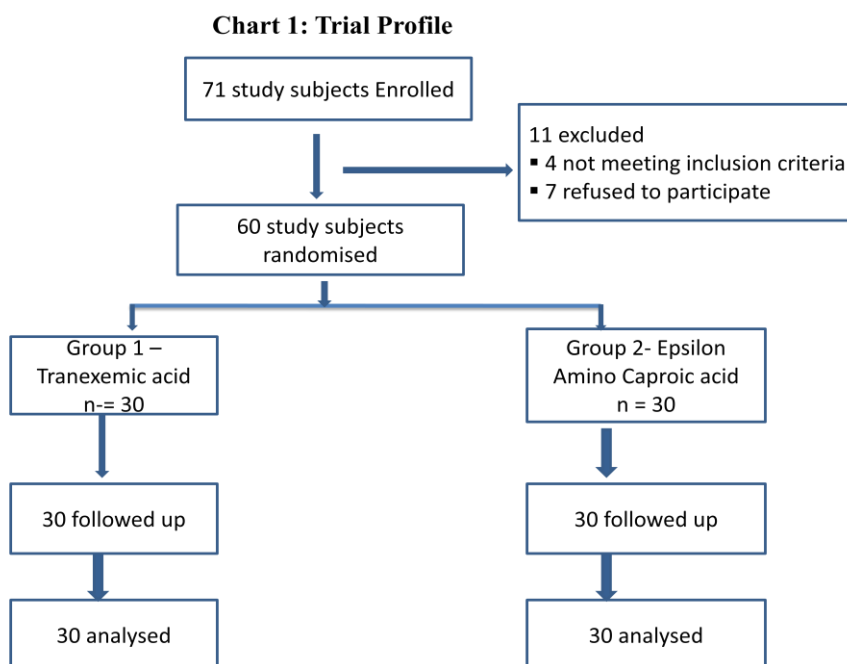 Chart 1: Trial Profile
71 study subjects Enrolled
11 excluded
▪ 4 not meeting inclusion criteria
▪ 7 refused to participate
60 study subjects
randomised
Group 1 –
Tranexemic acid
n-= 30
Group 2- Epsilon
Amino Caproic acid
n = 30
30 followed up
30 followed up
30 analysed
30 analysed